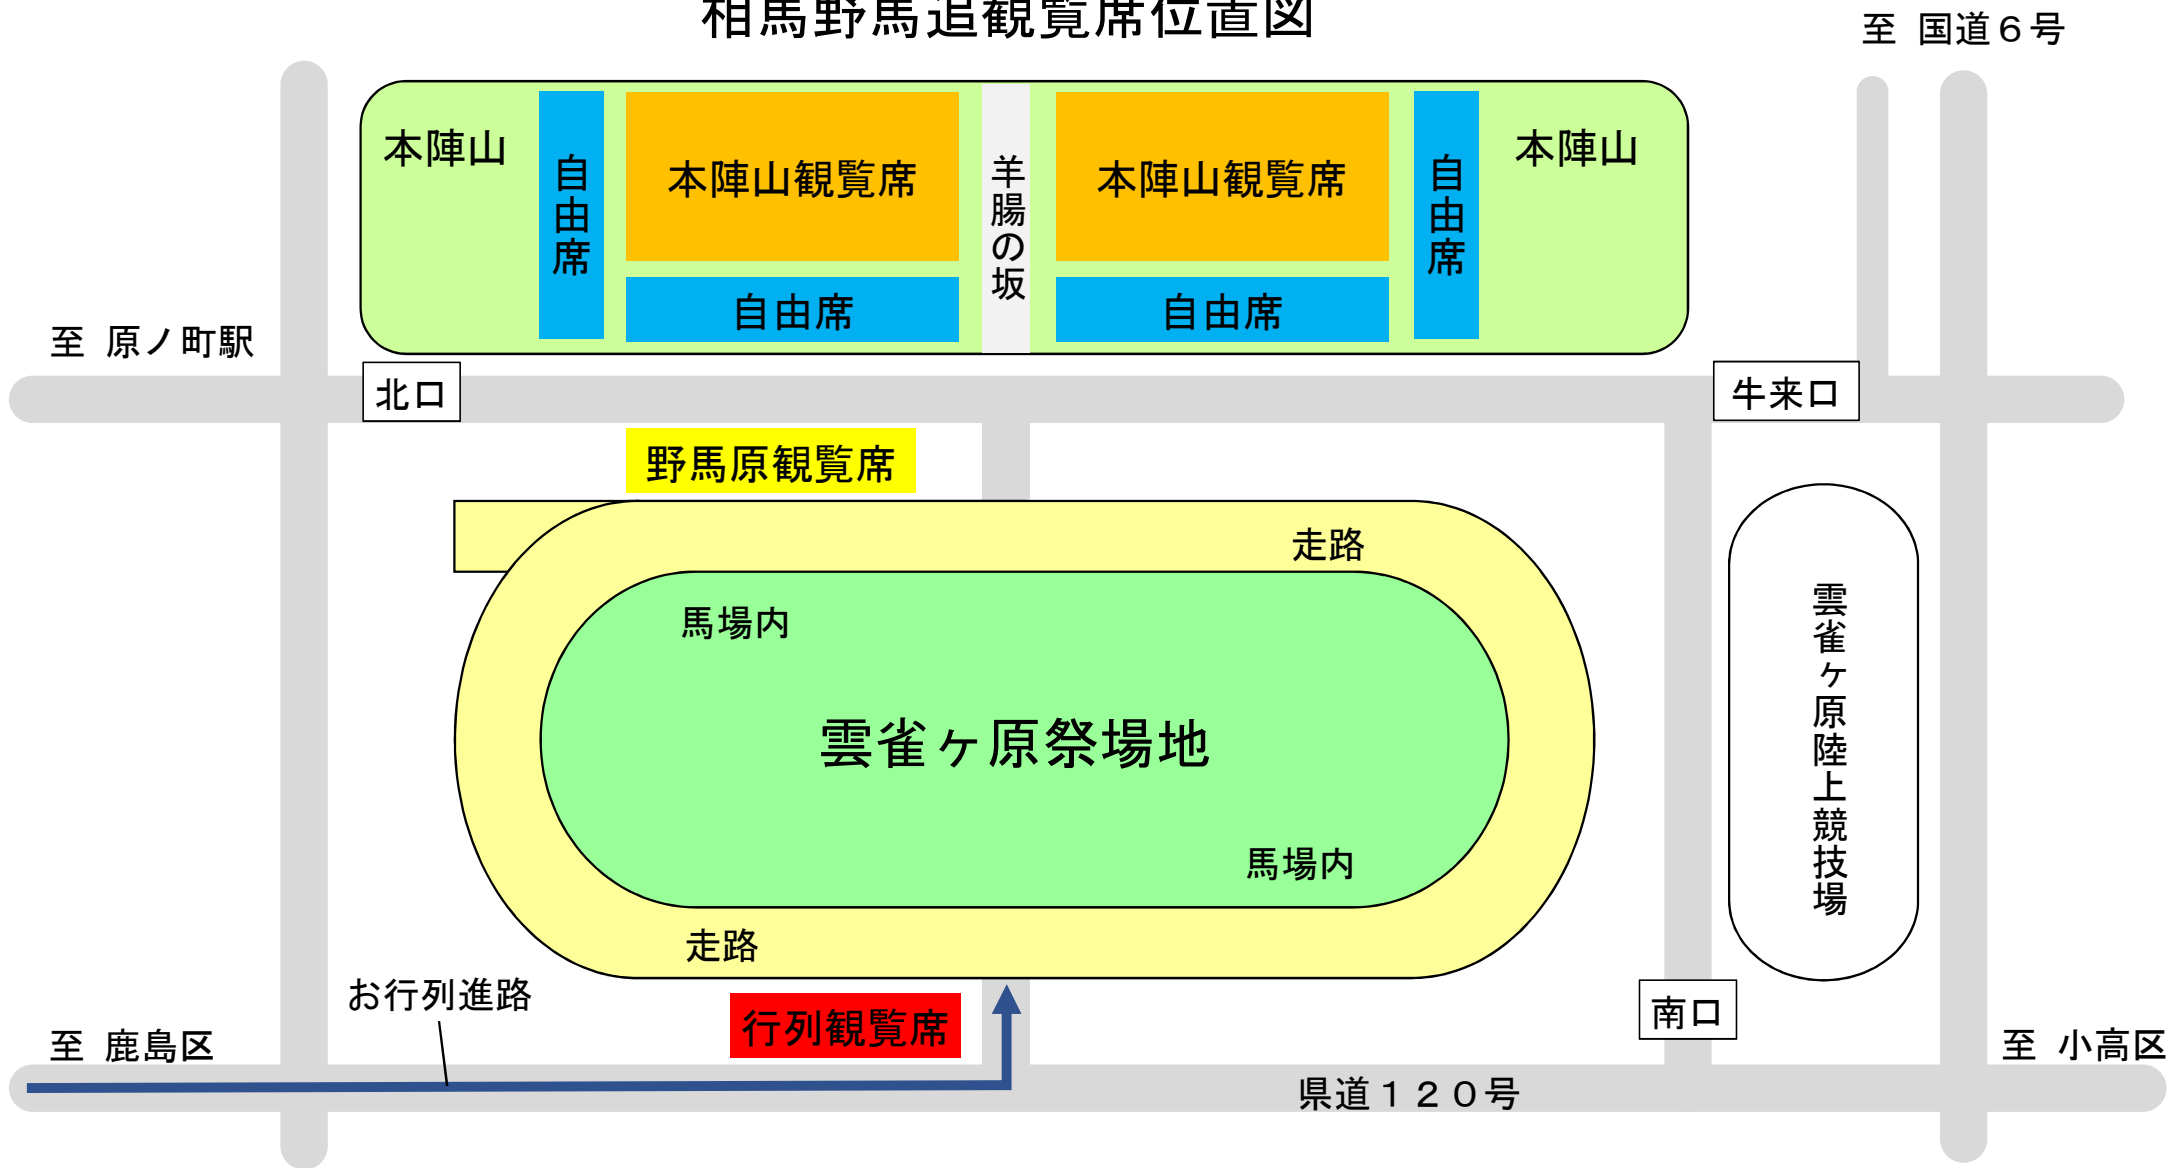 相馬野馬追観覧席位置図
至 国道６号
本陣山
自由席
本陣山観覧席
羊腸の坂
本陣山観覧席
自由席
本陣山
自由席
自由席
至 原ノ町駅
北口
牛来口
野馬原観覧席
走路
馬場内
雲雀ヶ原祭場地
雲雀ヶ原陸上競技場
馬場内
走路
お行列進路
行列観覧席
南口
至 鹿島区
至 小高区
県道１２０号